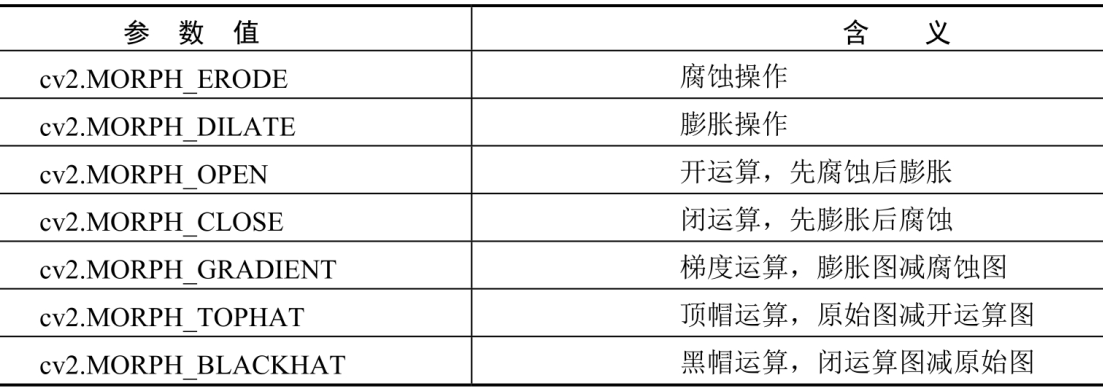 参 数 值 含 义
cv2.MORPH_ERODE 腐蚀操作
cv2.MORPH_DILATE 膨胀操作
cv2.MORPH_OPEN 开运算，先腐蚀后膨胀
cv2.MORPH_CLOSE 闭运算，先膨胀后腐蚀
cv2.MORPH_GRADIENT 梯度运算，膨胀图减腐蚀图
cv2.MORPH_TOPHAT 顶帽运算，原始图减开运算图
cv2.MORPH_BLACKHAT 黑帽运算，闭运算图减原始图